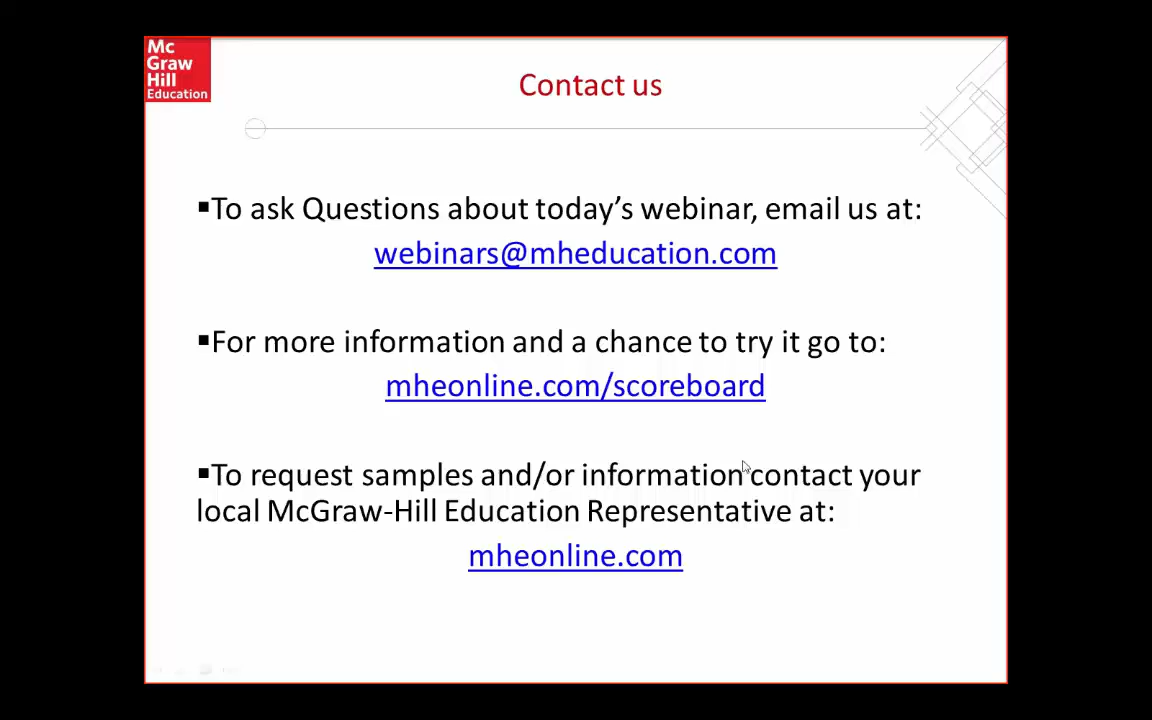 Mc
Graw
Hill
Education
Contact us
▪To ask Questions about today’s webinar, email us at:
webinars@mheducation.com
▪For more information and a chance to try it go to:
mheonline.com/scoreboard
▪To request samples and/or information contact your
local McGraw-Hill Education Representative at:
mheonline.com